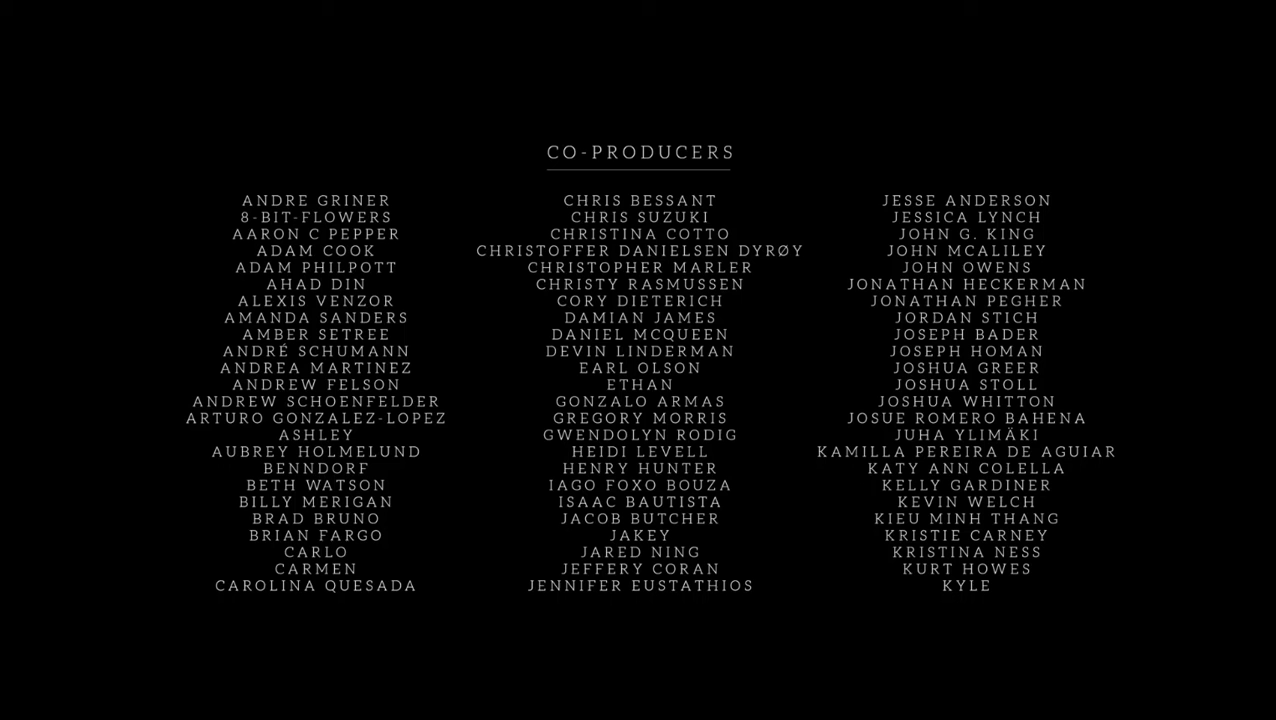 CO-PRODUCERS
ANDRE GRINER
8-BIT-FLOWERS
AARON C PEPPER
ADAM COOK
ADAM PHILPOTT
AHAD DIN
ALEXIS VENZOR
AMANDA SANDERS
AMBER SETREE
ANDRÉ SCHUMANN
ANDREA MARTINEZ
ANDREW FELSON
ANDREW SCHOENFELDER
ARTURO GONZALEZ-LOPEZ
ASHLEY
AUBREY HOLMELUND
BENNDORF
BETH WATSON
BILLY MERIGAN
BRAD BRUNO
BRIAN FARGO
CARLO
CARMEN
CAROLINA QUESADA
CHRIS BESSANT
CHRIS SUZUKI
CHRISTINA COTTO
CHRISTOFFER DANIELSEN DYRØY
CHRISTOPHER MARLER
CHRISTY RASMUSSEN
CORY DIETERICH
DAMIAN JAMES
DANIEL MCQUEEN
DEVIN LINDERMAN
EARL OLSON
ETHAN
GONZALO ARMAS
GREGORY MORRIS
GWENDOLYN RODIG
HEIDI LEVELL
HENRY HUNTER
IAGO FOXO BOUZA
ISAAC BAUTISTA
JACOB BUTCHER
JAKEY
JARED NING
JEFFERY CORAN
JENNIFER EUSTATHIOS
JESSE ANDERSON
JESSICA LYNCH
JOHN G. KING
JOHN MCALILEY
JOHN OWENS
JONATHAN HECKERMAN
JONATHAN PEGHER
JORDAN STICH
JOSEPH BADER
JOSEPH HOMAN
JOSHUA GREER
JOSHUA STOLL
JOSHUA WHITTON
JOSUE ROMERO BAHENA
JUHA YLIMÄKI
KAMILLA PEREIRA DE AGUIAR
KATY ANN COLELLA
KELLY GARDINER
KEVIN WELCH
KIEU MINH THANG
KRISTIE CARNEY
KRISTINA NESS
KURT HOWES
KYLE